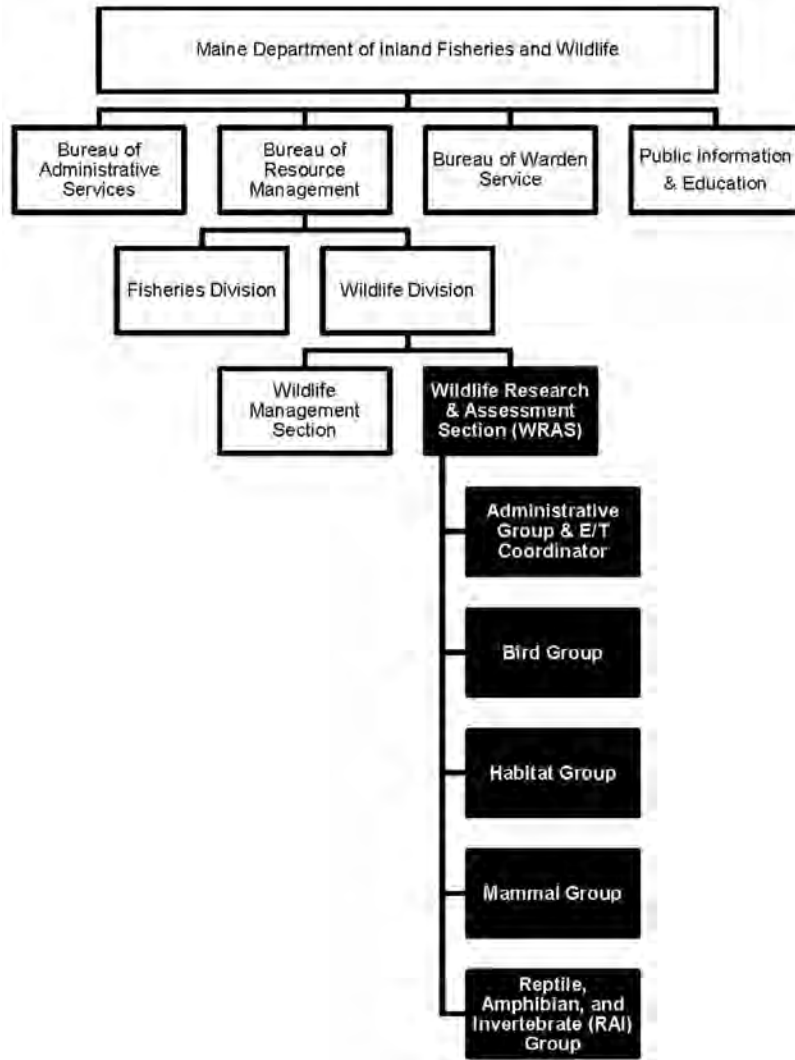 Maine Department of Inland Fisheries and Wildlife
Bureau of
Administrative
Services
Bureau of
Resource
Management
Bureau of Warden
Service
Public Information
& Education
Fisheries Division
Wildlife Division
Wildlife
Management
Section
Wildlife Research
& Assessment
Section (WRAS)
Administrative
Group & E/T
Coordinator
Bird Group
Habitat Group
Mammal Group
Reptile,
Amphibian, and
Invertebrate (RAI)
Group